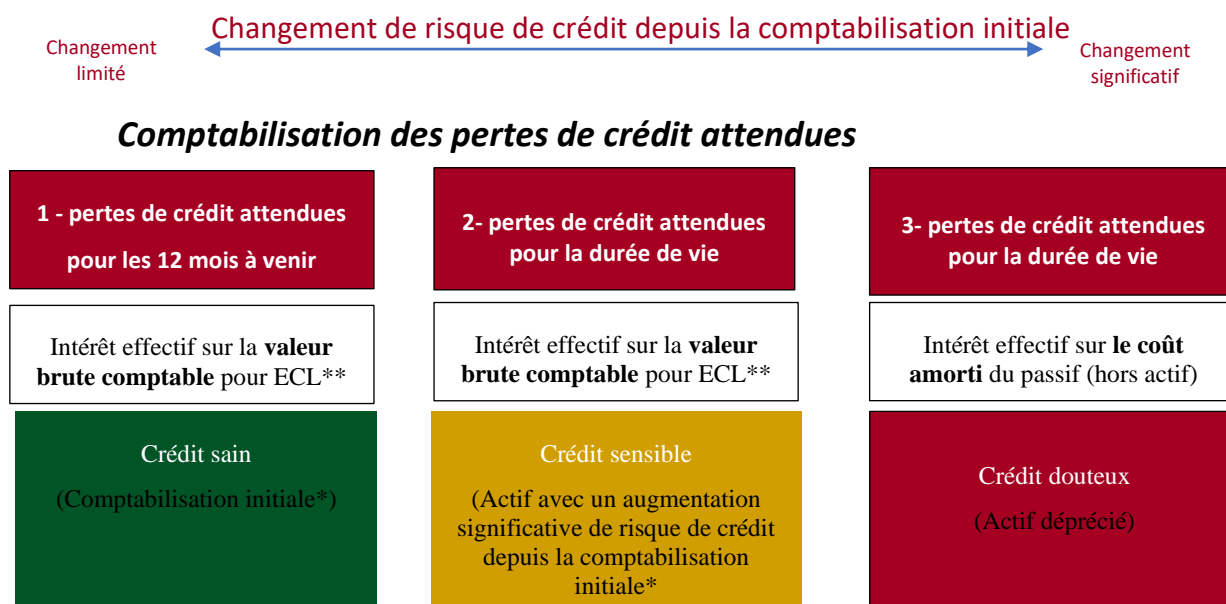 Changement de risque de crédit depuis la comptabilisation initiale
Changement
limité
Changement
significatif
Comptabilisation des pertes de crédit attendues
1 - pertes de crédit attendues
pour les 12 mois à venir
2- pertes de crédit attendues
pour la durée de vie
3- pertes de crédit attendues
pour la durée de vie
Intérêt effectif sur la valeur
brute comptable pour ECL**
Intérêt effectif sur la valeur
brute comptable pour ECL**
Intérêt effectif sur le coût
amorti du passif (hors actif)
Crédit sain
(Comptabilisation initiale*)
Crédit sensible
(Actif avec un augmentation
significative de risque de crédit
depuis la comptabilisation
initiale*
Crédit douteux
(Actif déprécié)